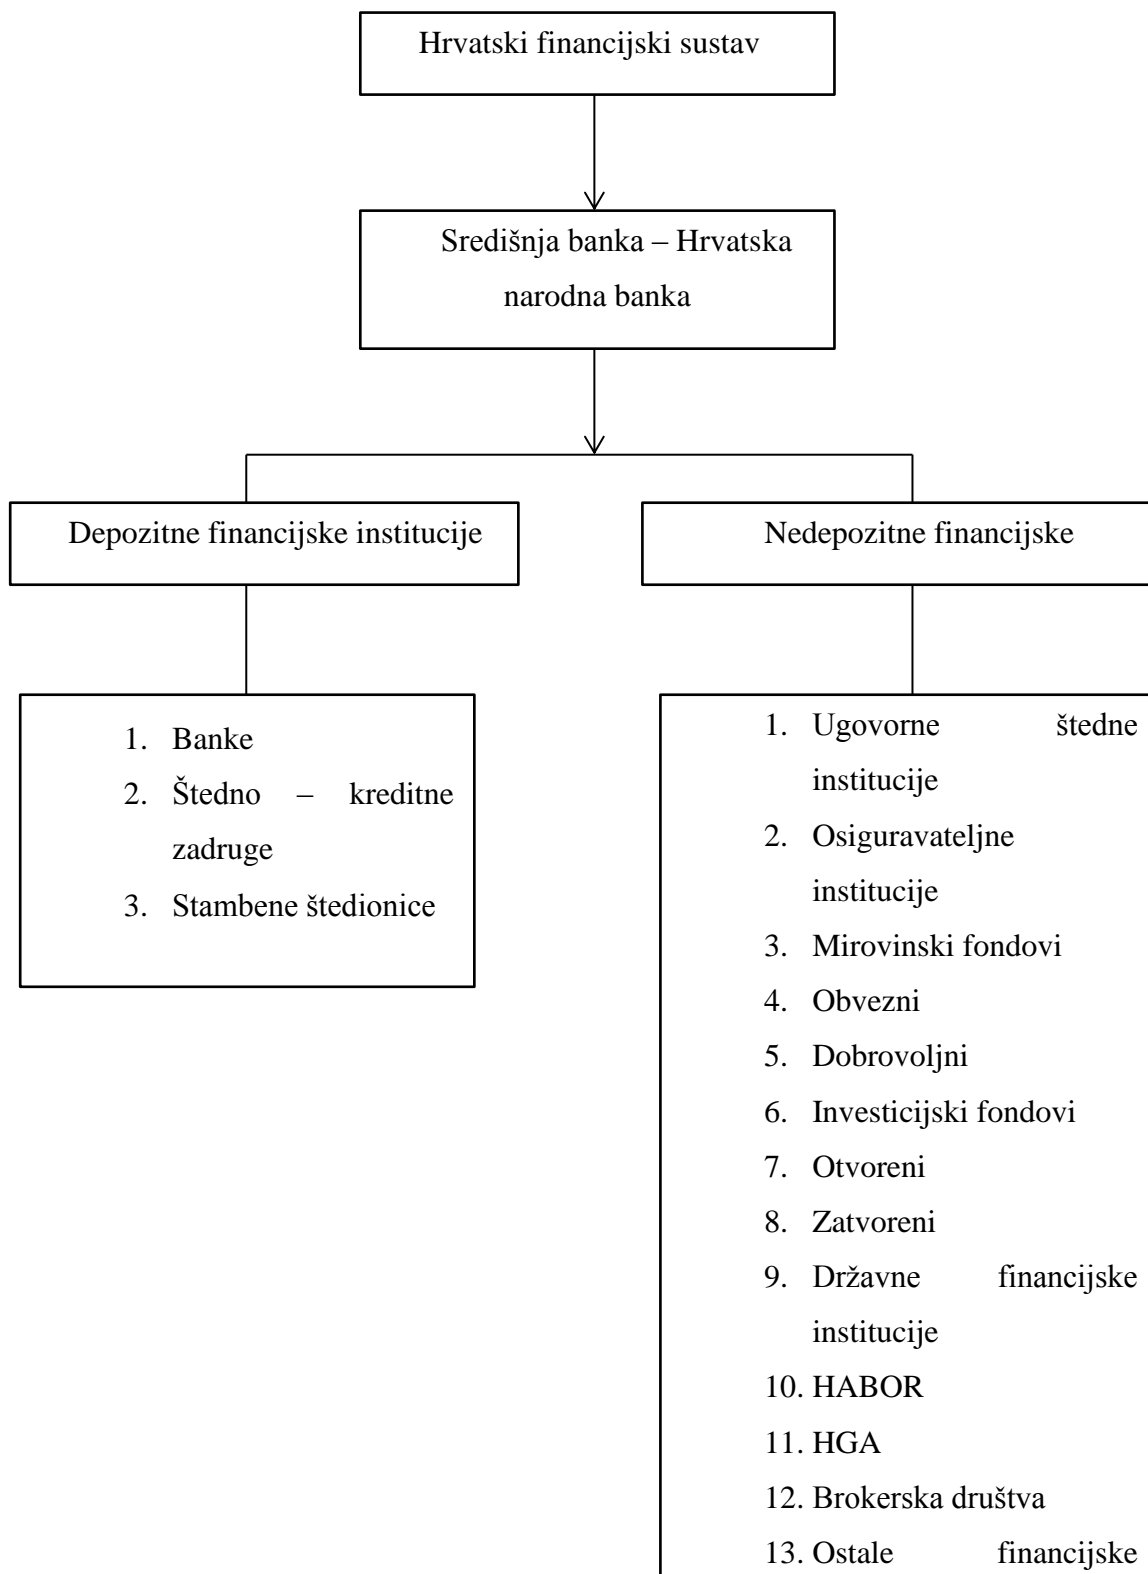 Hrvatski financijski sustav
Središnja banka – Hrvatska
narodna banka
Depozitne financijske institucije
Nedepozitne financijske
1. Banke
2. Štedno – kreditne
zadruge
3. Stambene štedionice
1. Ugovorne štedne
institucije
2. Osiguravateljne
institucije
3. Mirovinski fondovi
4. Obvezni
5. Dobrovoljni
6. Investicijski fondovi
7. Otvoreni
8. Zatvoreni
9. Državne financijske
institucije
10. HABOR
11. HGA
12. Brokerska društva
13. Ostale financijske